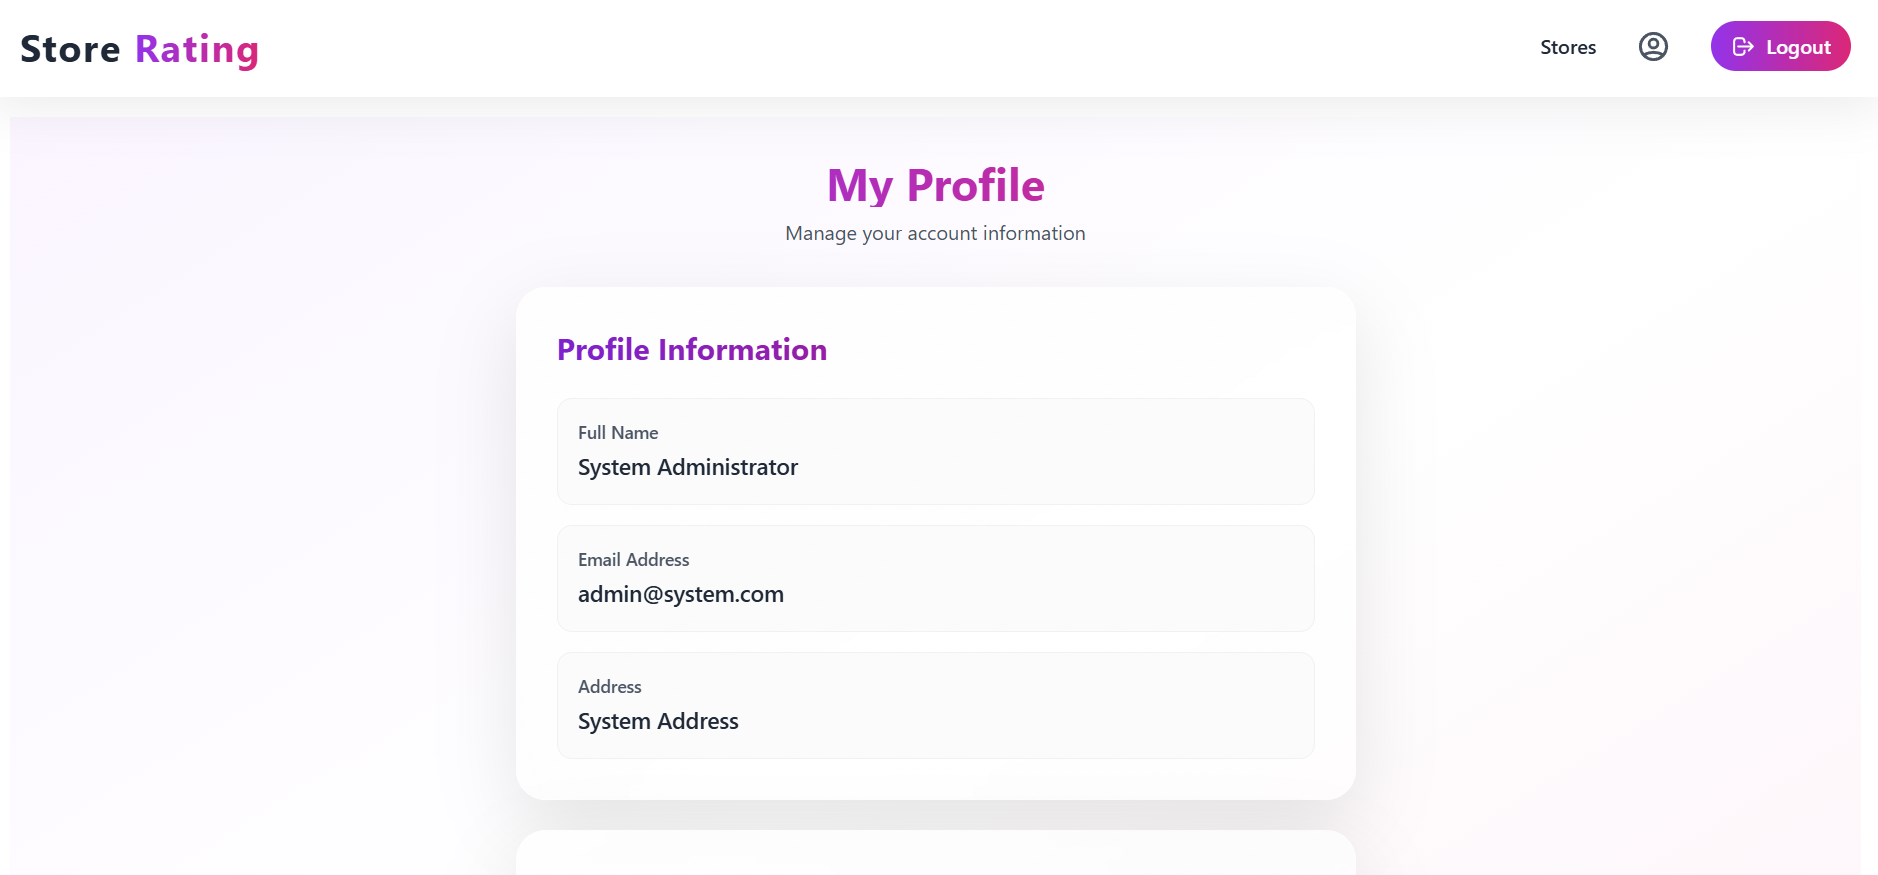 Store Rating
Stores
Logout
My Profile
Manage your account information
Profile Information
Full Name
System Administrator
Email Address
admin@system.com
Address
System Address